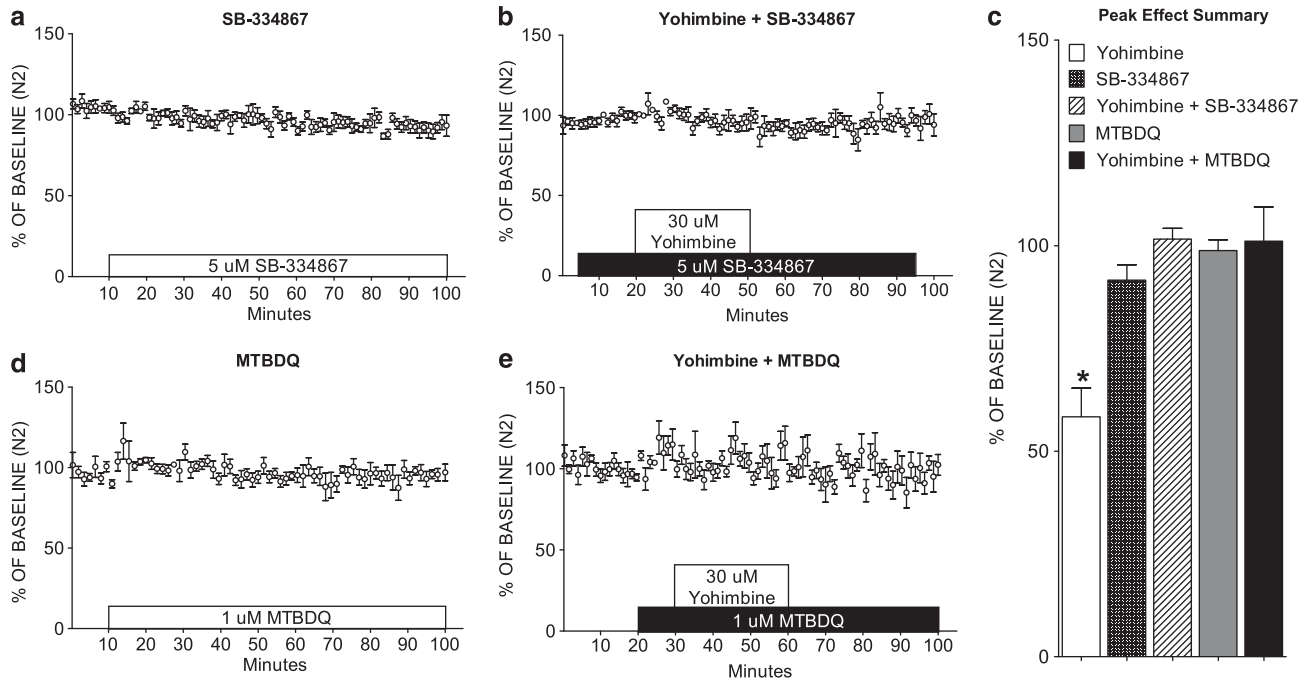 a
SB-334867
150
100
50
0
% OF BASELINE (N2)
5 uM SB-334867
10 20 30 40 50 60 70 80 90 100
Minutes
b
Yohimbine + SB-334867
150
100
50
0
% OF BASELINE (N2)
30 uM
Yohimbine
5 uM SB-334867
10 20 30 40 50 60 70 80 90 100
Minutes
c
Peak Effect Summary
150
100
50
0
% OF BASELINE (N2)
Yohimbine
SB-334867
Yohimbine + SB-334867
MTBDQ
Yohimbine + MTBDQ
*
d
MTBDQ
150
100
50
0
% OF BASELINE (N2)
1 uM MTBDQ
10 20 30 40 50 60 70 80 90 100
Minutes
e
Yohimbine + MTBDQ
150
100
50
0
% OF BASELINE (N2)
30 uM
Yohimbine
1 uM MTBDQ
10 20 30 40 50 60 70 80 90 100
Minutes